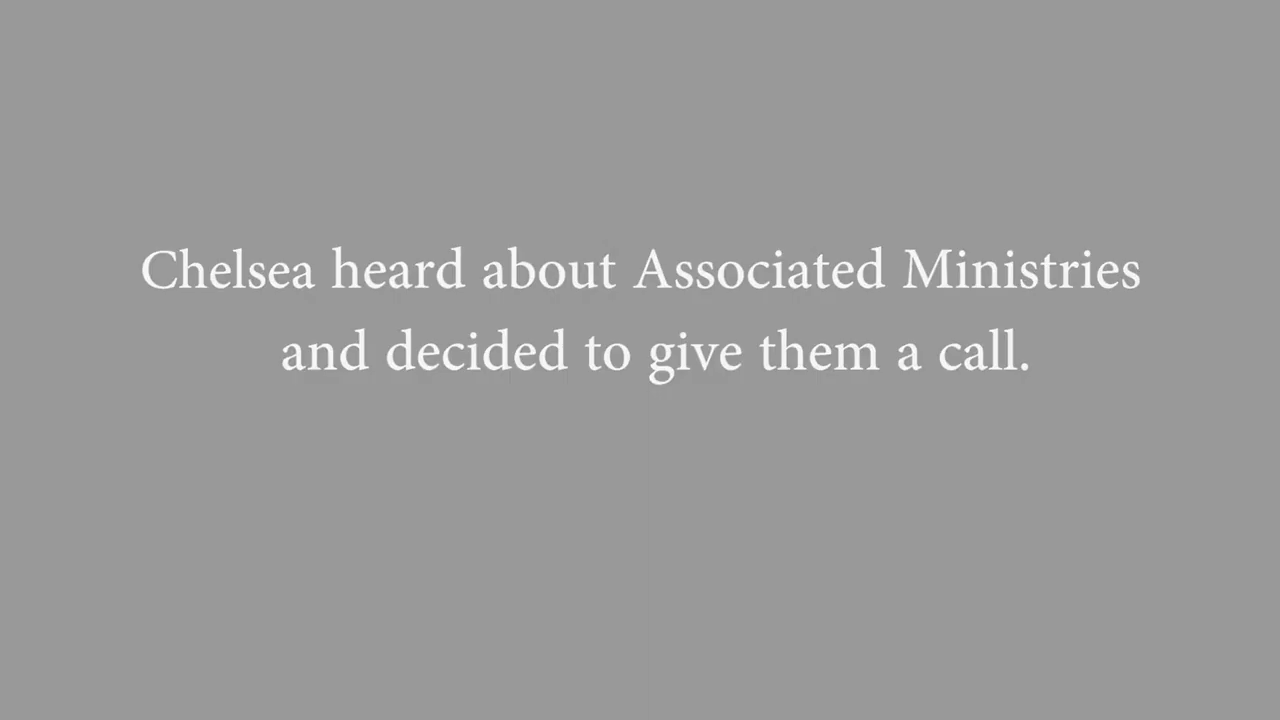 Chelsea heard about Associated Ministries
and decided to give them a call.